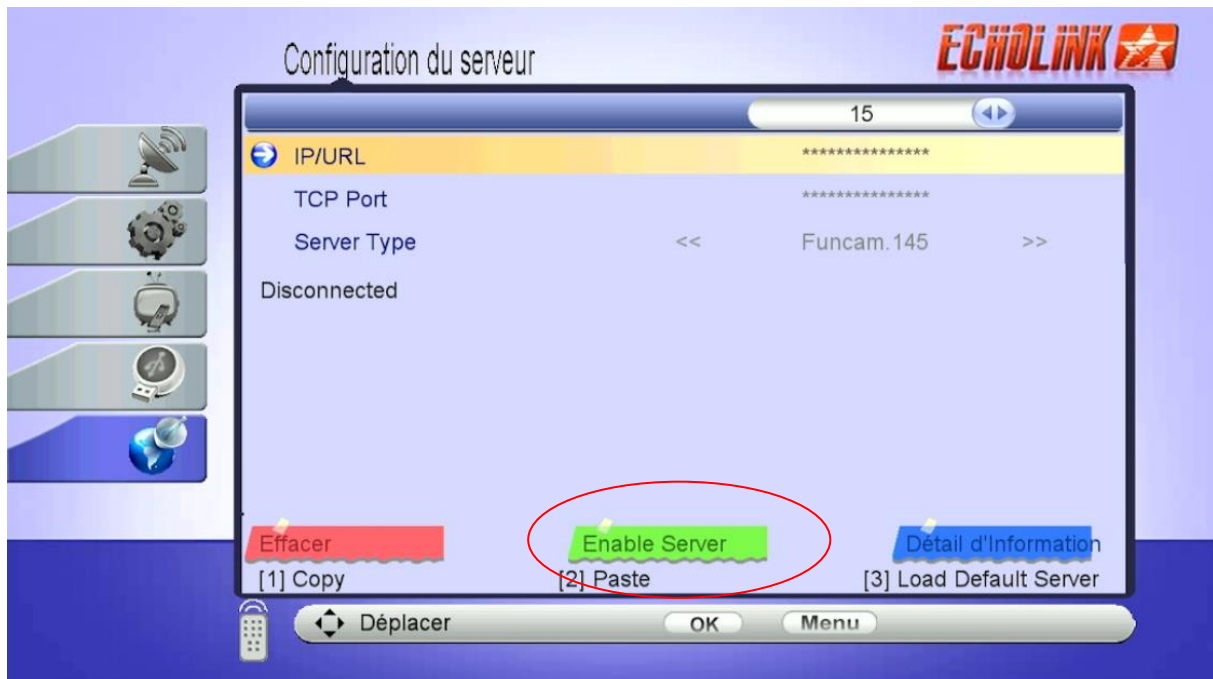 Configuration du serveur
ECHOLINK
15
IP/URL ***************
TCP Port ***************
Server Type << Funcam.145 >>
Disconnected
Effacer Enable Server Détail d'Information
[1] Copy [2] Paste [3] Load Default Server
Déplacer OK Menu